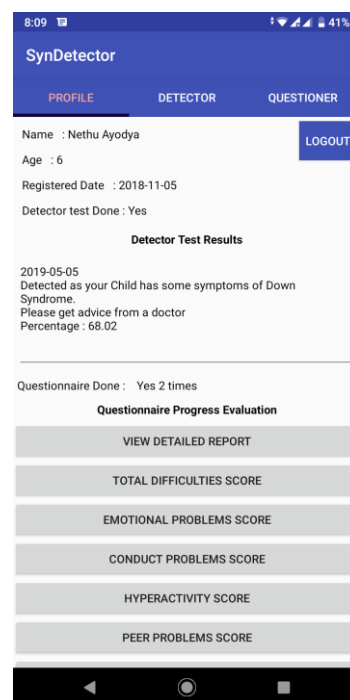 8:09 41%
SynDetector
PROFILE DETECTOR QUESTIONER
Name : Nethu Ayodya
LOGOUT
Age : 6
Registered Date : 2018-11-05
Detector test Done : Yes
Detector Test Results
2019-05-05
Detected as your Child has some symptoms of Down
Syndrome.
Please get advice from a doctor
Percentage : 68.02
Questionnaire Done : Yes 2 times
Questionnaire Progress Evaluation
VIEW DETAILED REPORT
TOTAL DIFFICULTIES SCORE
EMOTIONAL PROBLEMS SCORE
CONDUCT PROBLEMS SCORE
HYPERACTIVITY SCORE
PEER PROBLEMS SCORE